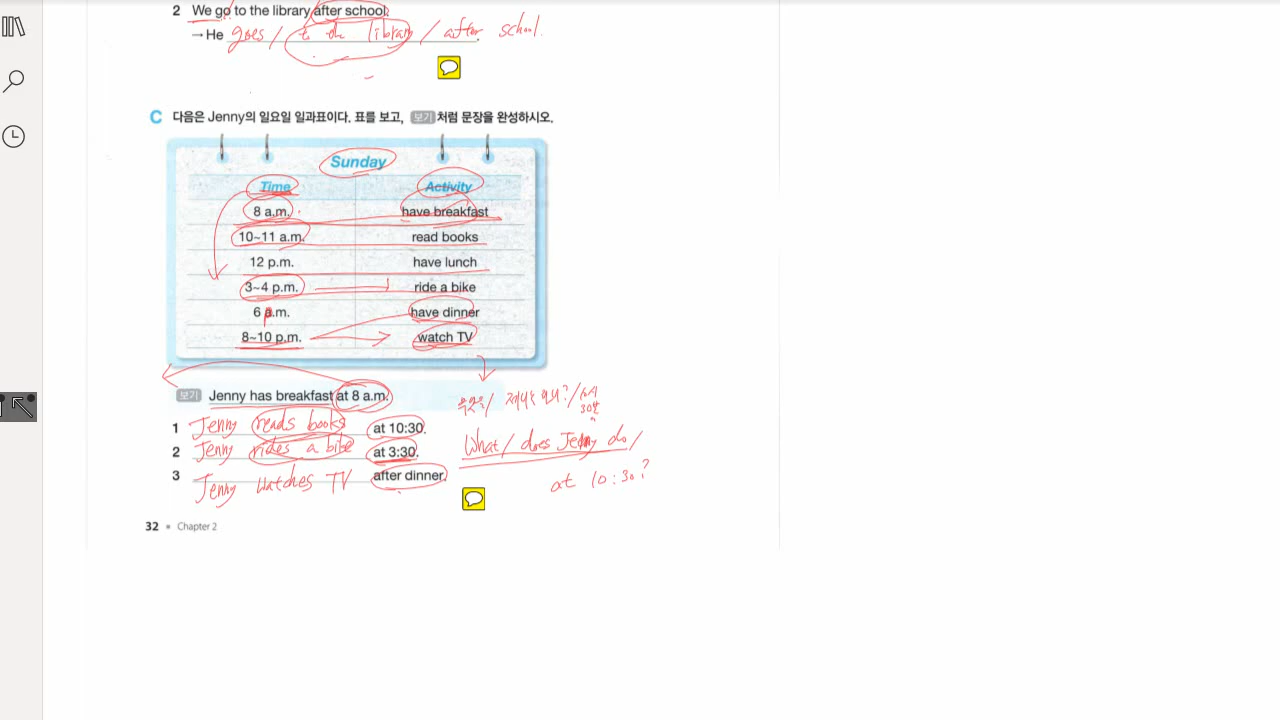 2 We go to the library after school.
→ He goes / to the library / after school.
C 다음은 Jenny의 일요일 일과표이다. 표를 보고, 보기 처럼 문장을 완성하시오.
Sunday
Time Activity
8 a.m. have breakfast
10~11 a.m. read books
12 p.m. have lunch
3~4 p.m. ride a bike
6 p.m. have dinner
8~10 p.m. watch TV
보기 Jenny has breakfast at 8 a.m.
무엇을 /
1 Jenny reads books at 10:30.
2 Jenny rides a bike at 3:30.
3 Jenny watches TV after dinner.
What / does Jenny do /
at 10:30?
32 • Chapter 2